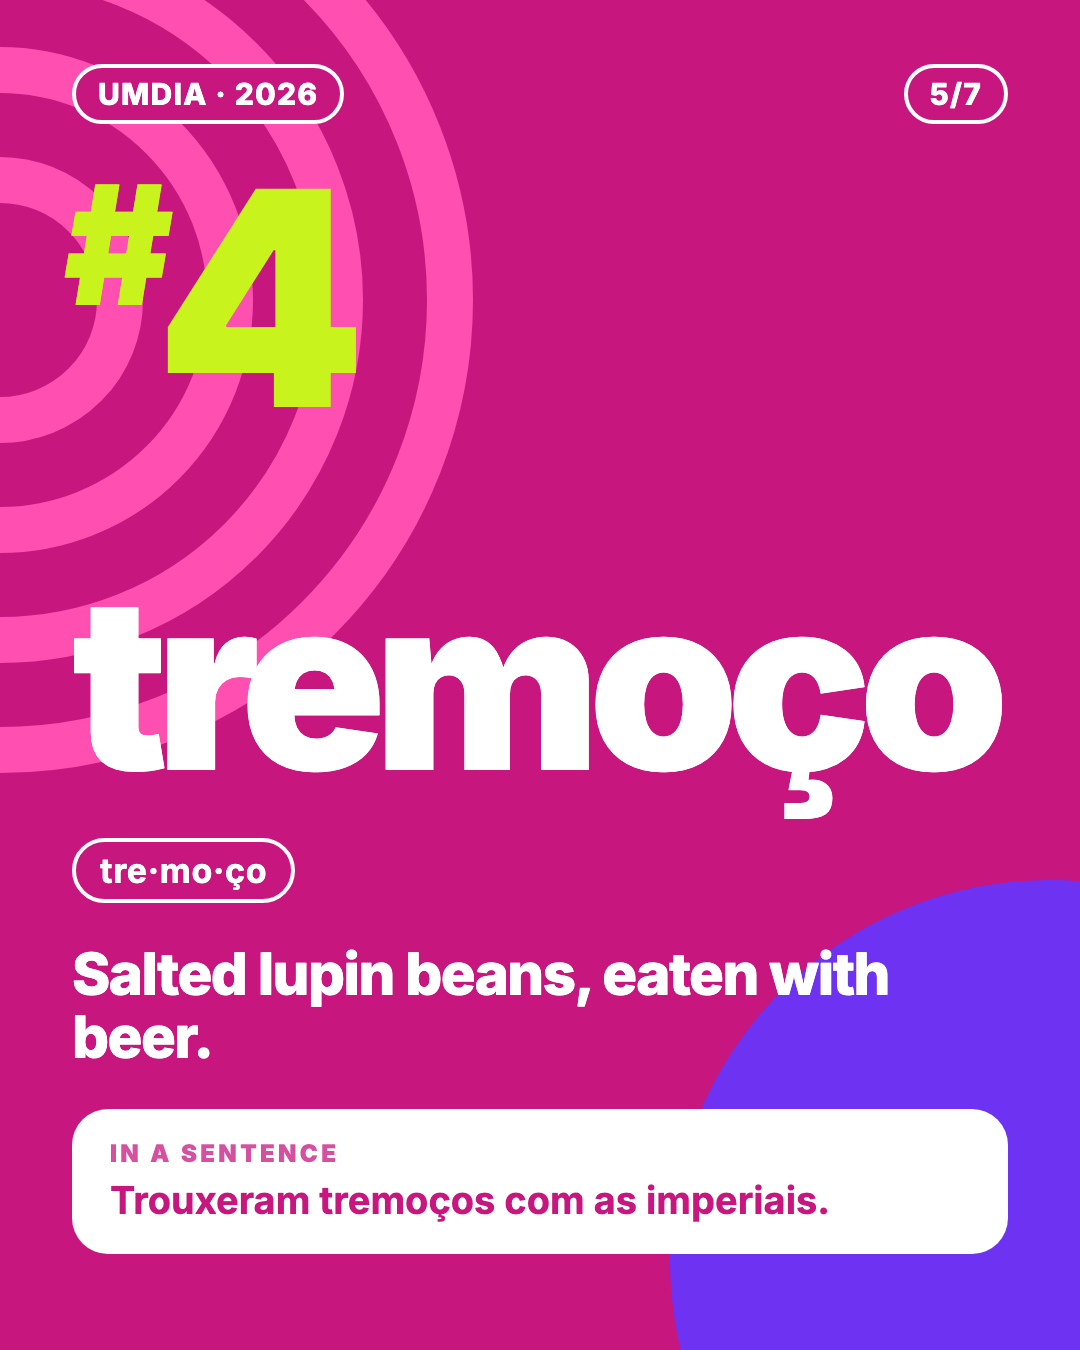 UMDIA · 2026
5/7
#4
tremoço
tre·mo·ço
Salted lupin beans, eaten with
beer.
IN A SENTENCE
Trouxeram tremoços com as imperiais.